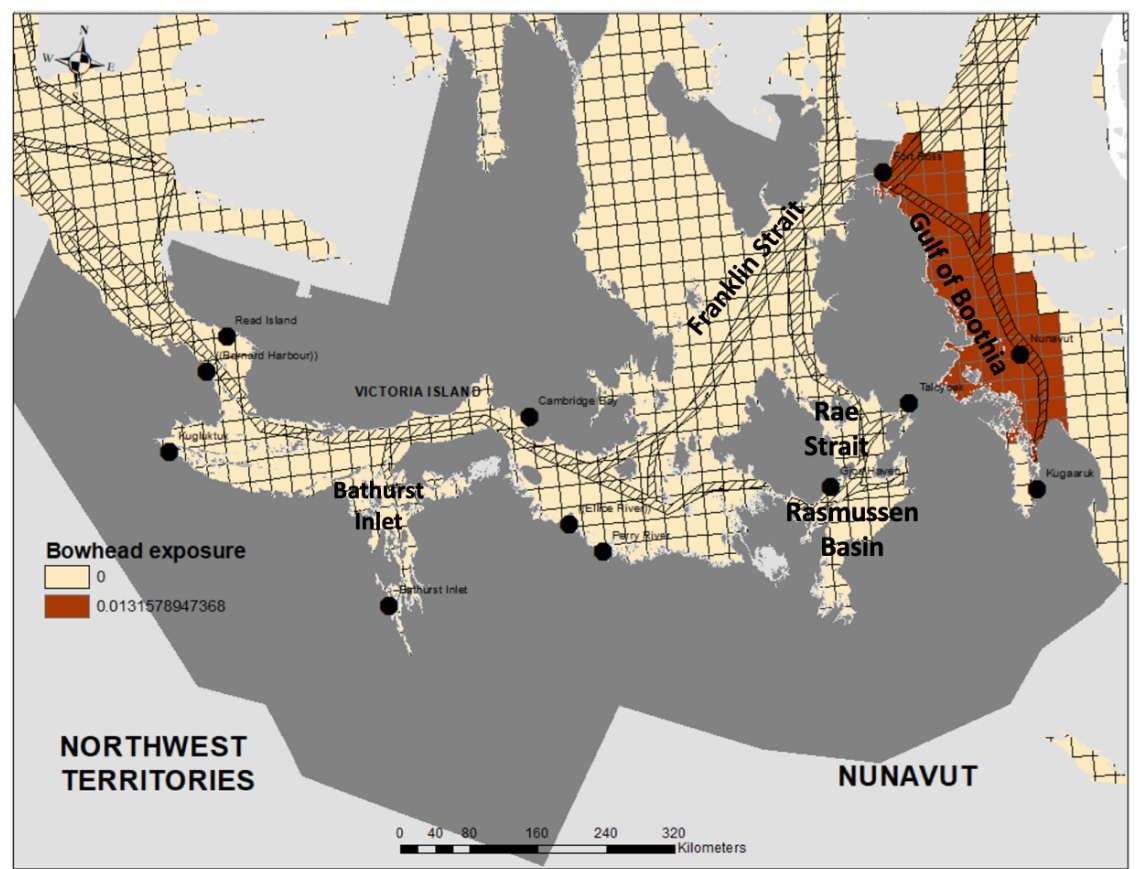 N
W
E
S
Fort Ross
Franklin Strait
Gulf of Boothia
Read Island
((Bernard Harbour))
Nunavut
VICTORIA ISLAND
Cambridge Bay
Taloyoak
Rae
Strait
Kugluktuk
Gjoa Haven
Kugaaruk
Bathurst
Inlet
((Ellice River))
Rasmussen
Basin
Perry River
Bowhead exposure
0
0.0131578947368
Bathurst Inlet
NORTHWEST
TERRITORIES
NUNAVUT
0 40 80 160 240 320
Kilometers